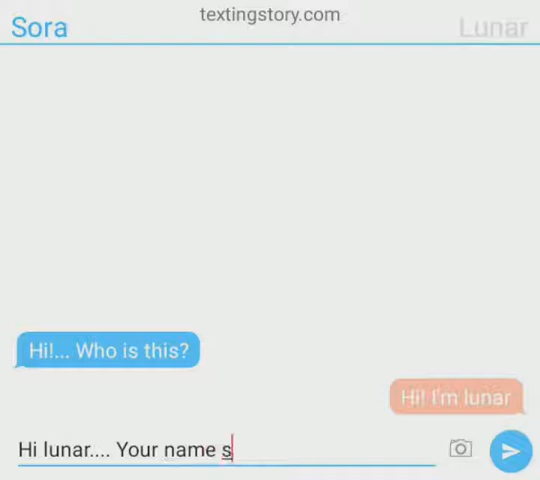 textingstory.com
Sora
Lunar
Hi!... Who is this?
Hi! I'm lunar
Hi lunar.... Your name s